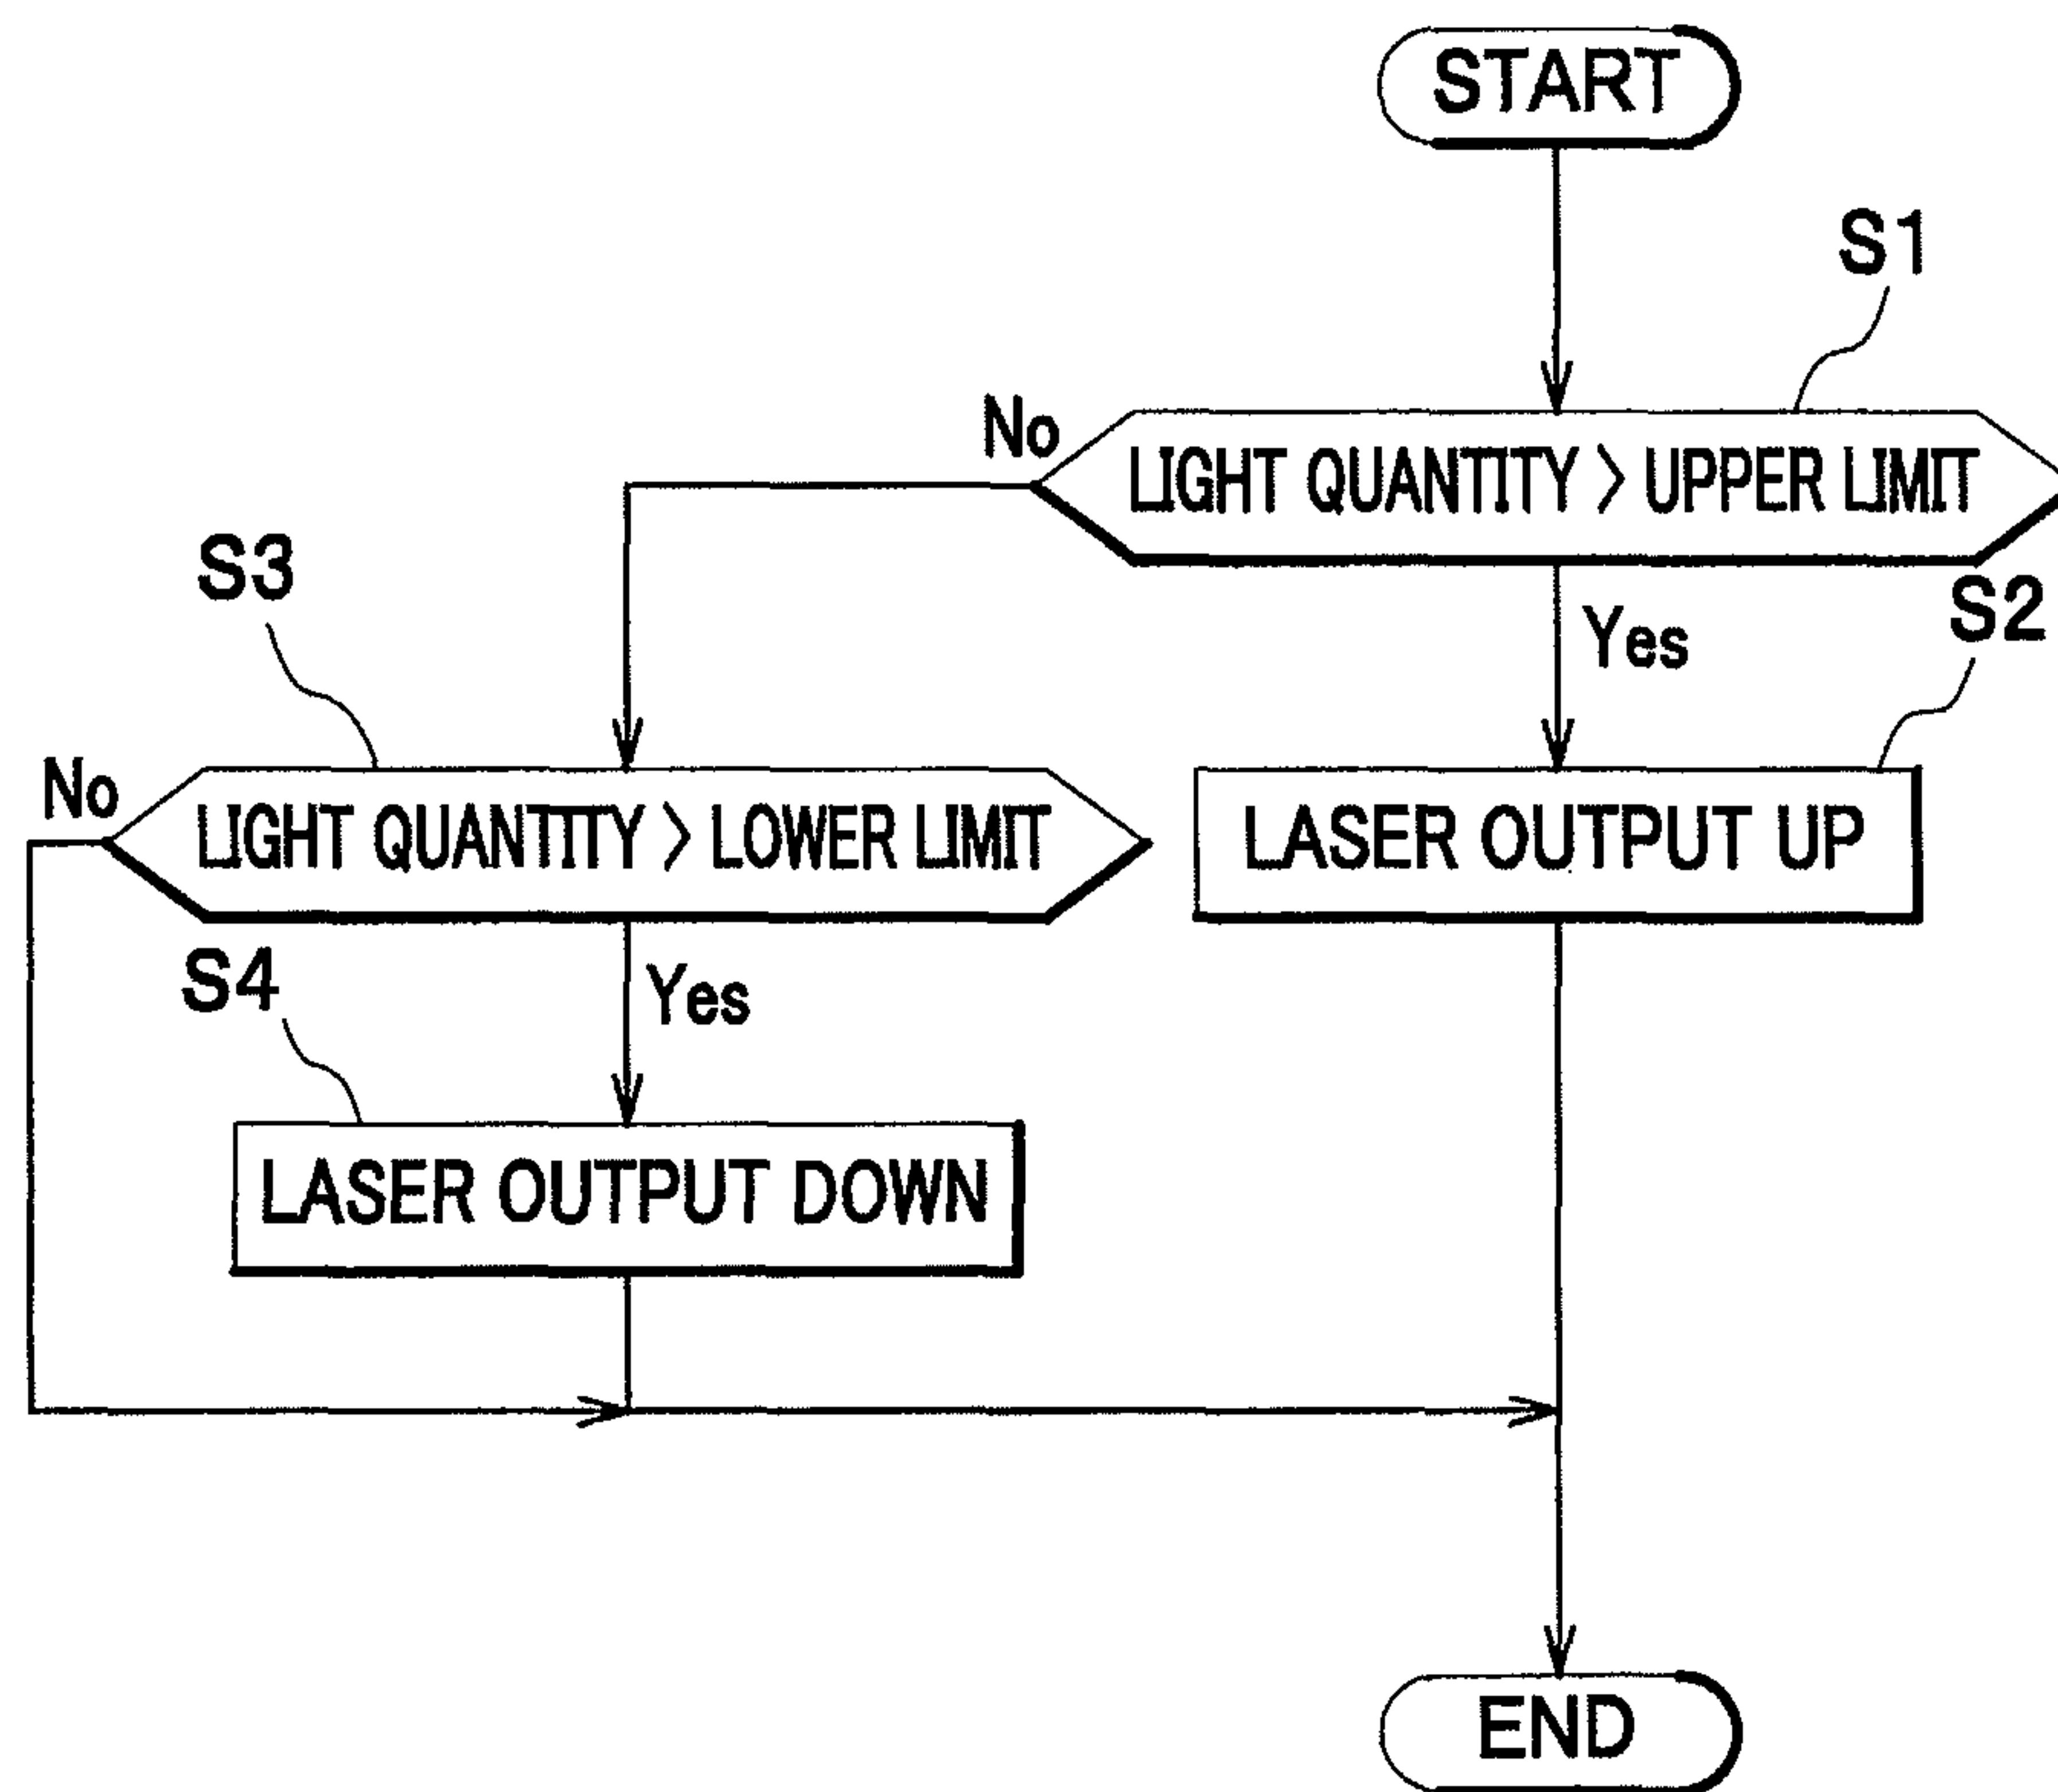 START
S1
No
LIGHT QUANTITY > UPPER LIMIT
S3
S2
Yes
No
LIGHT QUANTITY > LOWER LIMIT
LASER OUTPUT UP
S4
Yes
LASER OUTPUT DOWN
END